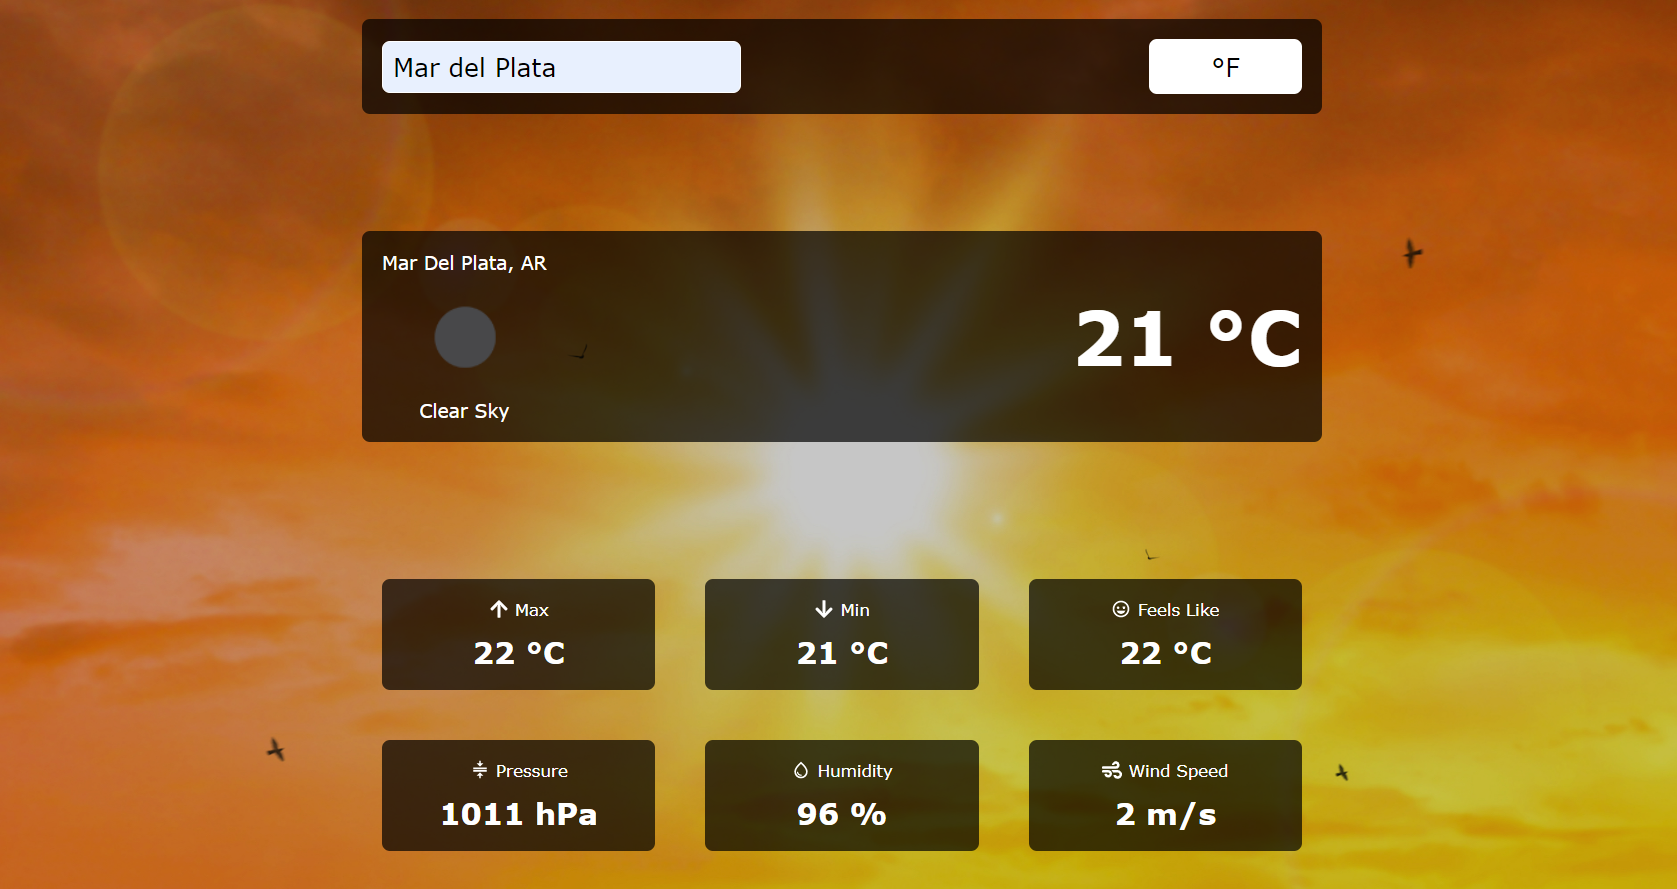 Mar del Plata
°F
Mar Del Plata, AR
21 °C
Clear Sky
Max
22 °C
Min
21 °C
Feels Like
22 °C
Pressure
1011 hPa
Humidity
96 %
Wind Speed
2 m/s